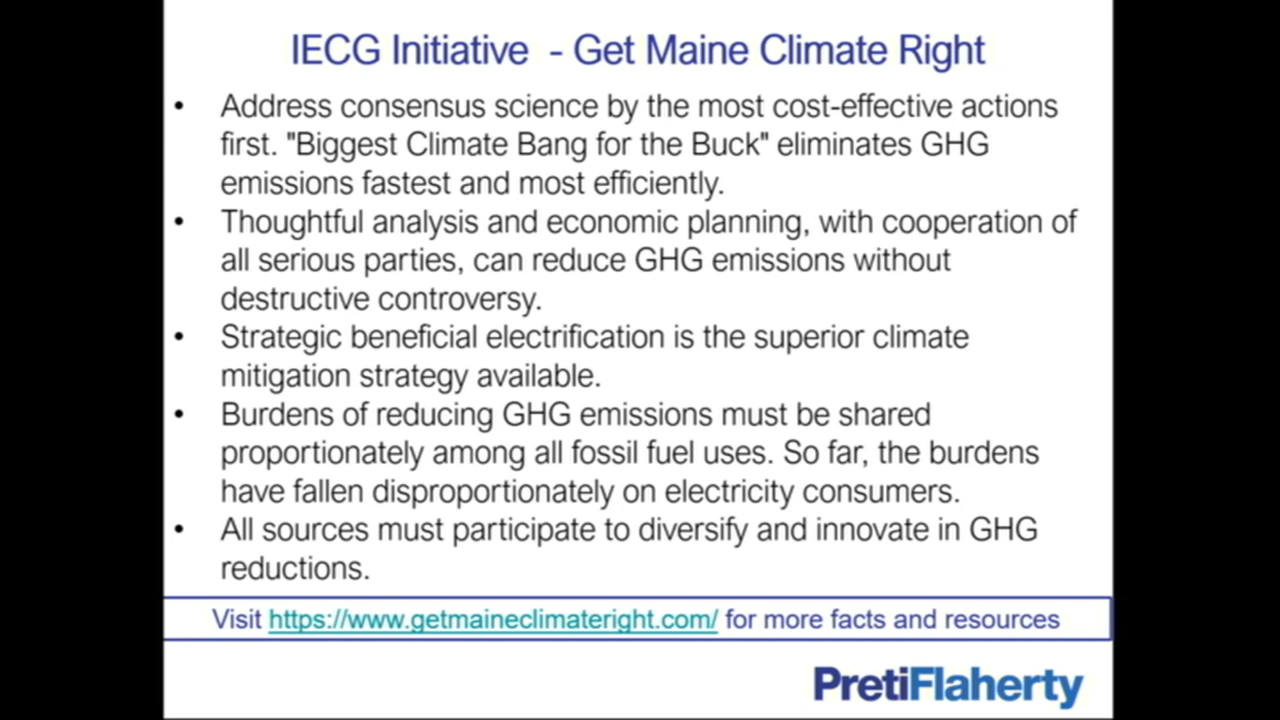 IECG Initiative - Get Maine Climate Right
• Address consensus science by the most cost-effective actions
first. "Biggest Climate Bang for the Buck" eliminates GHG
emissions fastest and most efficiently.
• Thoughtful analysis and economic planning, with cooperation of
all serious parties, can reduce GHG emissions without
destructive controversy.
• Strategic beneficial electrification is the superior climate
mitigation strategy available.
• Burdens of reducing GHG emissions must be shared
proportionately among all fossil fuel uses. So far, the burdens
have fallen disproportionately on electricity consumers.
• All sources must participate to diversify and innovate in GHG
reductions.
Visit https://www.getmaineclimateright.com/ for more facts and resources
PretiFlaherty